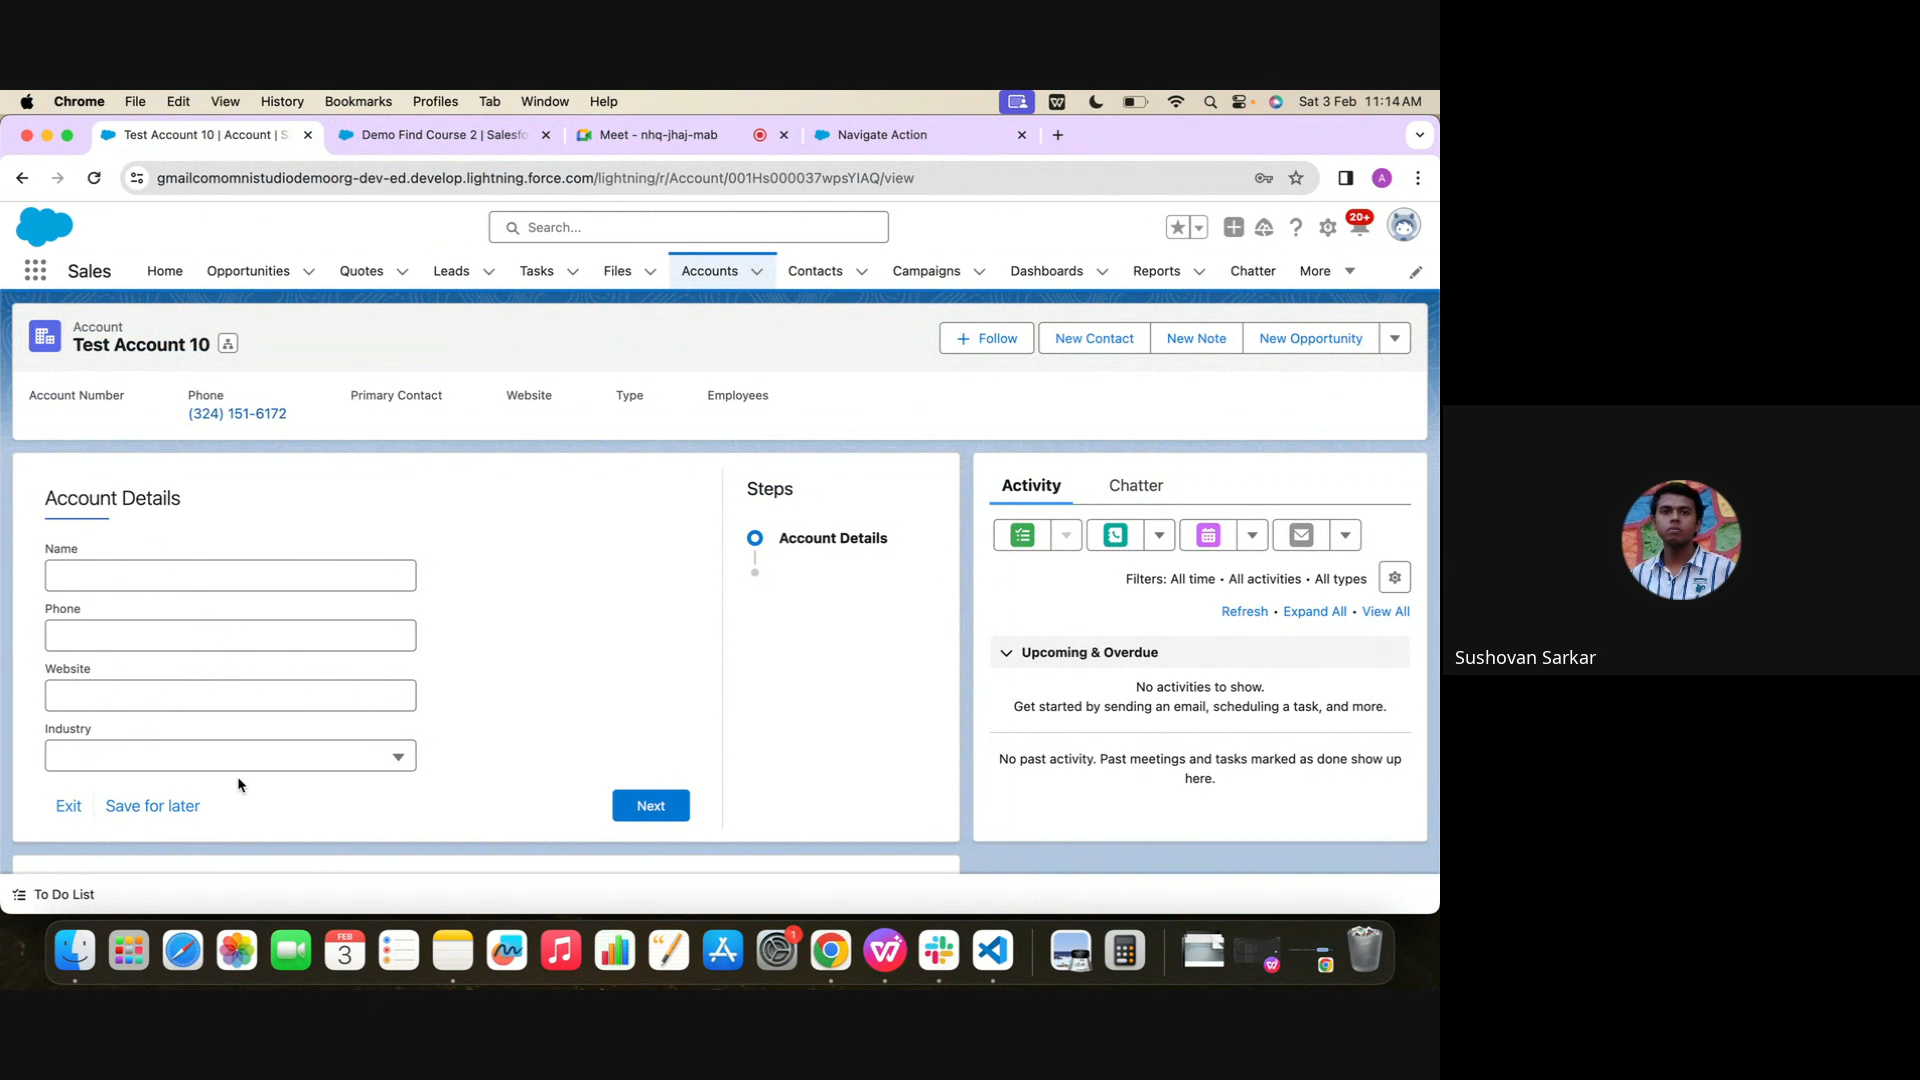 Chrome File Edit View History Bookmarks Profiles Tab Window Help Sat 3 Feb 11:14 AM
Test Account 10 | Account | S Demo Find Course 2 | Salesfo Meet - nhq-jhaj-mab Navigate Action
gmailcomomnistudiodemoorg-dev-ed.develop.lightning.force.com/lightning/r/Account/001Hs000037wpsYIAQ/view A
Search... 20+
Sales Home Opportunities Quotes Leads Tasks Files Accounts Contacts Campaigns Dashboards Reports Chatter More
Account
Test Account 10
Follow New Contact New Note New Opportunity
Account Number Phone Primary Contact Website Type Employees
(324) 151-6172
Account Details
Name
Phone
Website
Industry
Exit Save for later Next
Steps
Account Details
Activity Chatter
Filters: All time • All activities • All types
Refresh • Expand All • View All
Upcoming & Overdue
No activities to show.
Get started by sending an email, scheduling a task, and more.
No past activity. Past meetings and tasks marked as done show up
here.
To Do List
FEB
3
1
Sushovan Sarkar